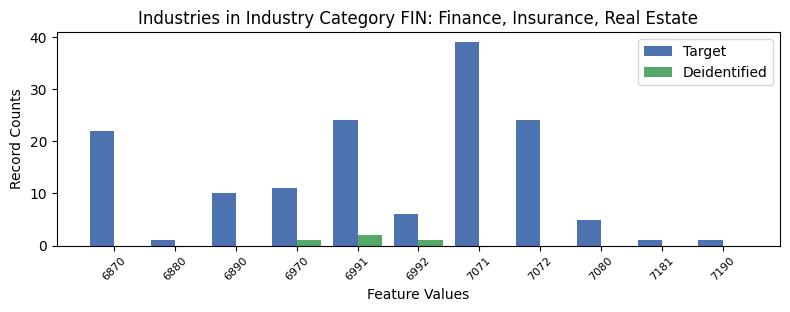 Industries in Industry Category FIN: Finance, Insurance, Real Estate
Target
Deidentified
Record Counts
40
30
20
10
0
6870 6880 6890 6970 6991 6992 7071 7072 7080 7181 7190
Feature Values